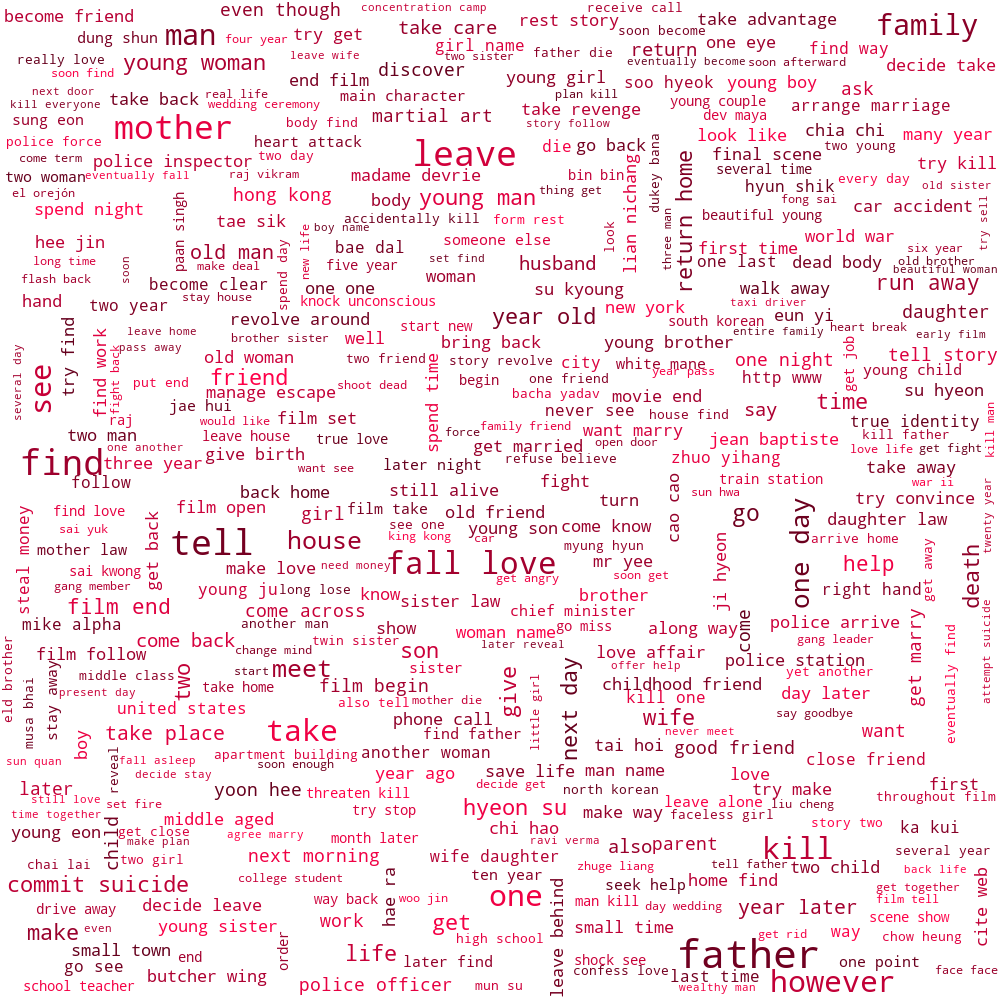 become friend
even though
concentration camp
receive call
take advantage
family
dung shun
man
four year
try get
take care
rest story
soon become
really love
young woman
leave wife
girl name
two sister
father die
return
one eye
find way
eventually become
soon afterward
decide take
soon find
end film
discover
young girl
soo hyeok
young boy
ask
next door
real life
plan kill
kill everyone
take back
wedding ceremony
main character
take revenge
young couple
arrange marriage
sung eon
mother
body find
martial art
story follow
dev maya
police force
heart attack
leave
die
go back
look like
chia chi
many year
come term
police inspector
two day
final scene
two young
try kill
two woman
eventually fall
raj vikram
madame devrie
bin bin
several time
el orejón
hong kong
body
young man
thing get
hyun shik
every day
old sister
spend night
tae sik
accidentally kill
form rest
lian nichang
dukey bana
return home
beautiful young
fong sai
car accident
try sell
paan singh
boy name
hee jin
old man
new life
bae dal
someone else
look
three man
first time
world war
six year
long time
make deal
spend day
five year
set find
husband
one last
dead body
old brother
flash back
soon
become clear
one one
woman
su kyoung
walk away
beautiful woman
run away
hand
two year
stay house
knock unconscious
year old
new york
taxi driver
daughter
revolve around
start new
south korean
eun yi
leave home
brother sister
well
bring back
young brother
entire family
heart break
early film
several day
see
try find
find work
fight back
pass away
old woman
two friend
spend time
story revolve
city
white mane
one night
get job
tell story
put end
friend
shoot dead
begin
one friend
year pass
http www
young child
manage escape
bacha yadav
movie end
su hyeon
jae hui
raj
would like
film set
never see
house find
say
time
true identity
kill man
two man
leave house
true love
force
family friend
want marry
kill father
one another
get married
open door
jean baptiste
love life
get fight
find
three year
give birth
want see
later night
refuse believe
zhuo yihang
take away
follow
back home
still alive
fight
train station
war ii
sun hwa
cao cao
try convince
twenty year
find love
film open
girl
film take
old friend
turn
go
one day
daughter law
sai yuk
see one
young son
come know
arrive home
steal money
mother law
get back
tell
house
king kong
car
myung hyun
mr yee
sai kwong
make love
need money
fall love
get angry
soon get
ji hyeon
help
get away
death
gang member
young ju
long lose
know
sister law
brother
right hand
film end
come across
chief minister
mike alpha
another man
show
woman name
go miss
along way
come
police arrive
eld brother
come back
twin sister
later reveal
gang leader
film follow
change mind
son
love affair
police station
get marry
eventually find
attempt suicide
musa bhai
stay away
middle class
two
start
meet
sister
give
offer help
yet another
present day
take home
film begin
little girl
next day
childhood friend
day later
united states
also tell
mother die
kill one
say goodbye
boy
take place
take
phone call
wife
find father
never meet
want
sun quan
fall asleep
apartment building
another woman
tai hoi
good friend
close friend
decide stay
soon enough
year ago
save life
man name
love
later
child
reveal
yoon hee
threaten kill
decide get
north korean
try make
first
still love
set fire
try stop
hyeon su
make way
leave alone
liu cheng
throughout film
time together
middle aged
faceless girl
young eon
get close
agree marry
month later
chi hao
story two
ka kui
make plan
ravi verma
also
parent
kill
chai lai
two girl
next morning
wife daughter
zhuge liang
tell father
two child
several year
back life
commit suicide
college student
hae ra
ten year
seek help
home find
get together
way back
woo jin
one
man kill
day wedding
film tell
drive away
decide leave
year later
scene show
cite web
make
even
young sister
work
get
small time
get rid
way
chow heung
small town
end
order
high school
leave behind
father
go see
life
later find
shock see
one point
butcher wing
confess love
last time
face face
school teacher
police officer
mun su
wealthy man
however